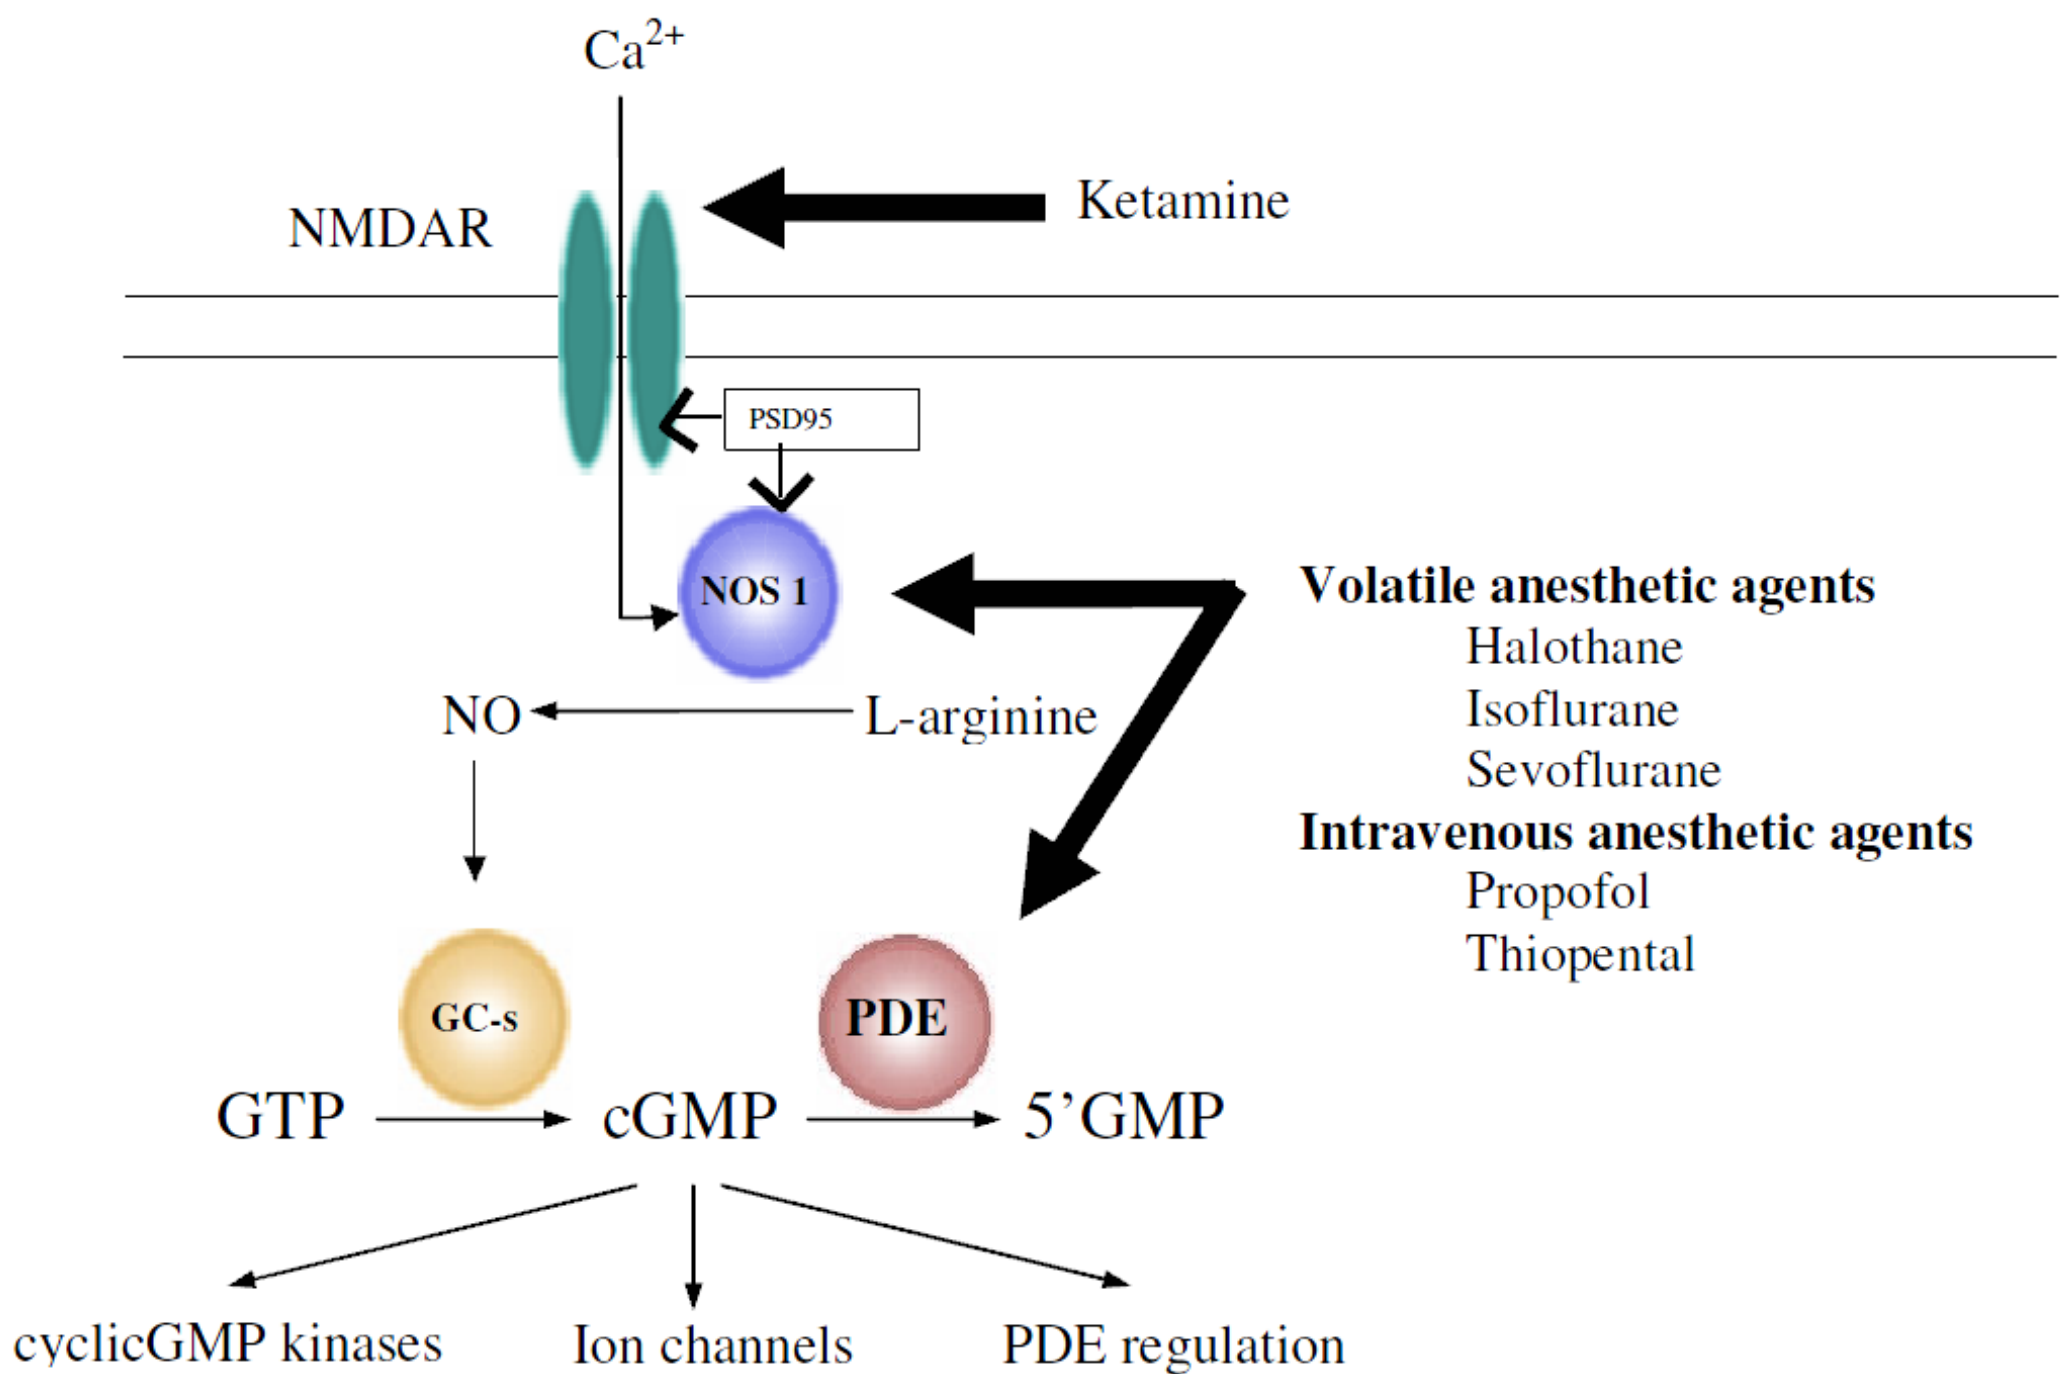 Ca2+
Ketamine
NMDAR
PSD95
NOS 1
Volatile anesthetic agents
Halothane
Isoflurane
Sevoflurane
Intravenous anesthetic agents
Propofol
Thiopental
NO
L-arginine
GC-s
PDE
GTP
cGMP
5’GMP
cyclicGMP kinases
Ion channels
PDE regulation